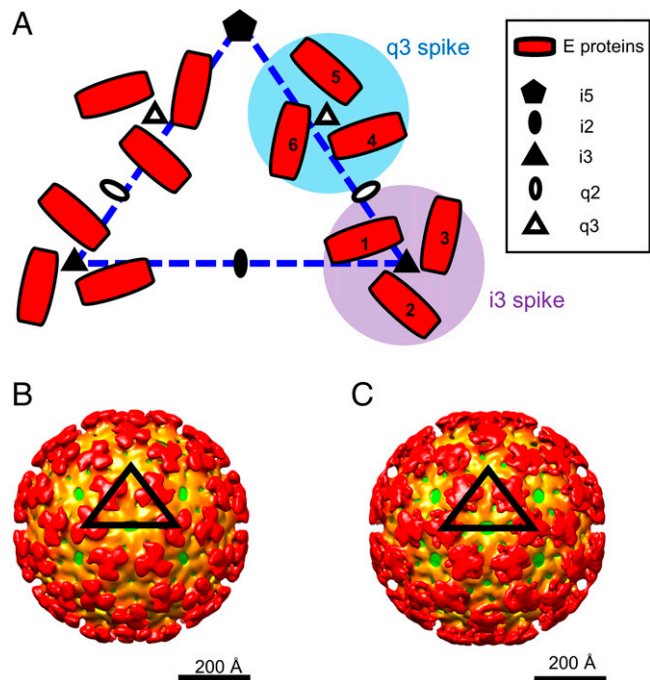 A
q3 spike
E proteins
5
i5
6
4
i2
i3
q2
q3
1
3
2
i3 spike
B
C
200 Å
200 Å